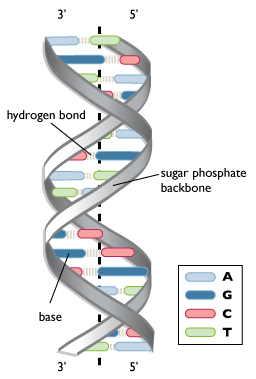 3’ 5’
hydrogen bond
sugar phosphate
backbone
base
A
G
C
T
3’ 5’